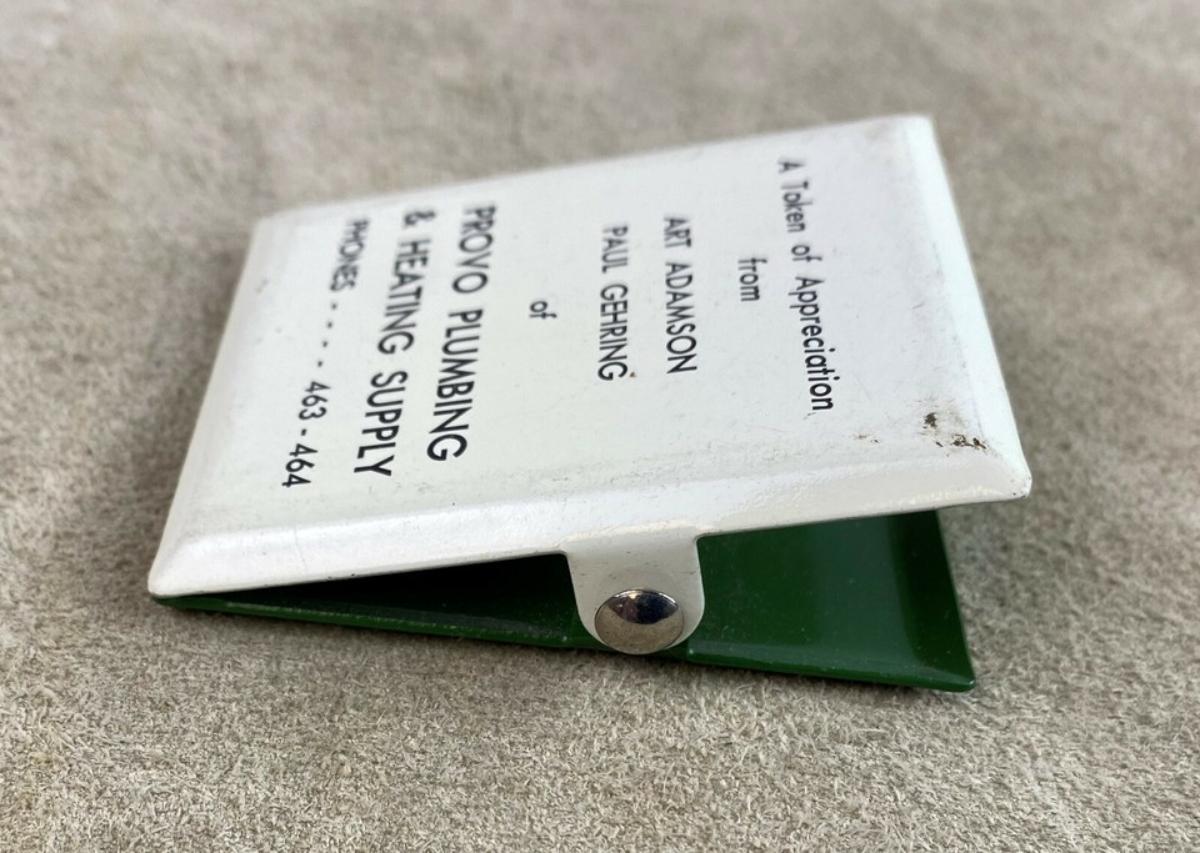 A Token of Appreciation
from
ART ADAMSON
PAUL GEHRING
of
PROVO PLUMBING
& HEATING SUPPLY
PHONES - - - - 463 - 464